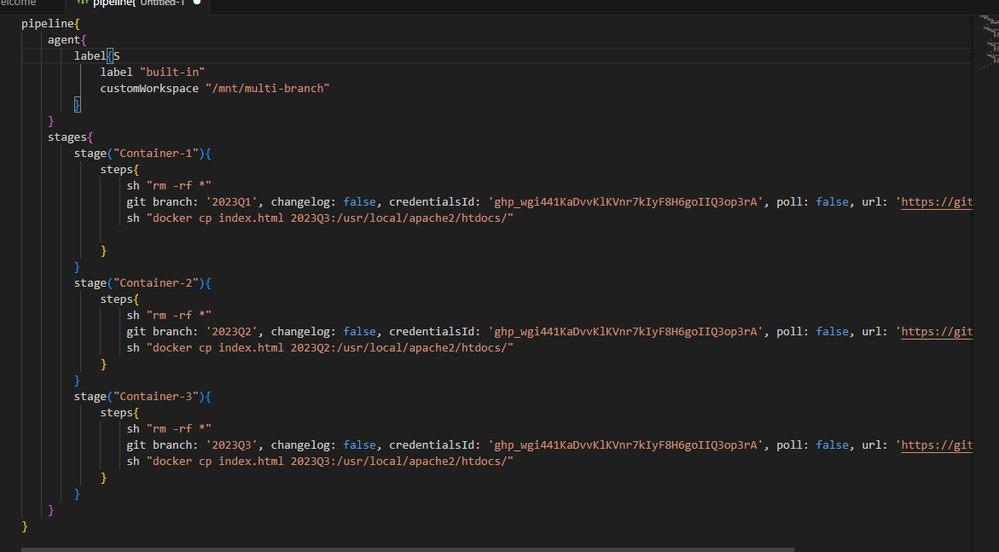 elcome pipeline{ Untitled-1
pipeline{
agent{
label{S
label "built-in"
customWorkspace "/mnt/multi-branch"
}
}
stages{
stage("Container-1"){
steps{
sh "rm -rf *"
git branch: '2023Q1', changelog: false, credentialsId: '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', poll: false, url: 'https://git
sh "docker cp index.html 2023Q3:/usr/local/apache2/htdocs/"
}
}
stage("Container-2"){
steps{
sh "rm -rf *"
git branch: '2023Q2', changelog: false, credentialsId: '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', poll: false, url: 'https://git
sh "docker cp index.html 2023Q2:/usr/local/apache2/htdocs/"
}
}
stage("Container-3"){
steps{
sh "rm -rf *"
git branch: '2023Q3', changelog: false, credentialsId: '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', poll: false, url: 'https://git
sh "docker cp index.html 2023Q3:/usr/local/apache2/htdocs/"
}
}
}
}